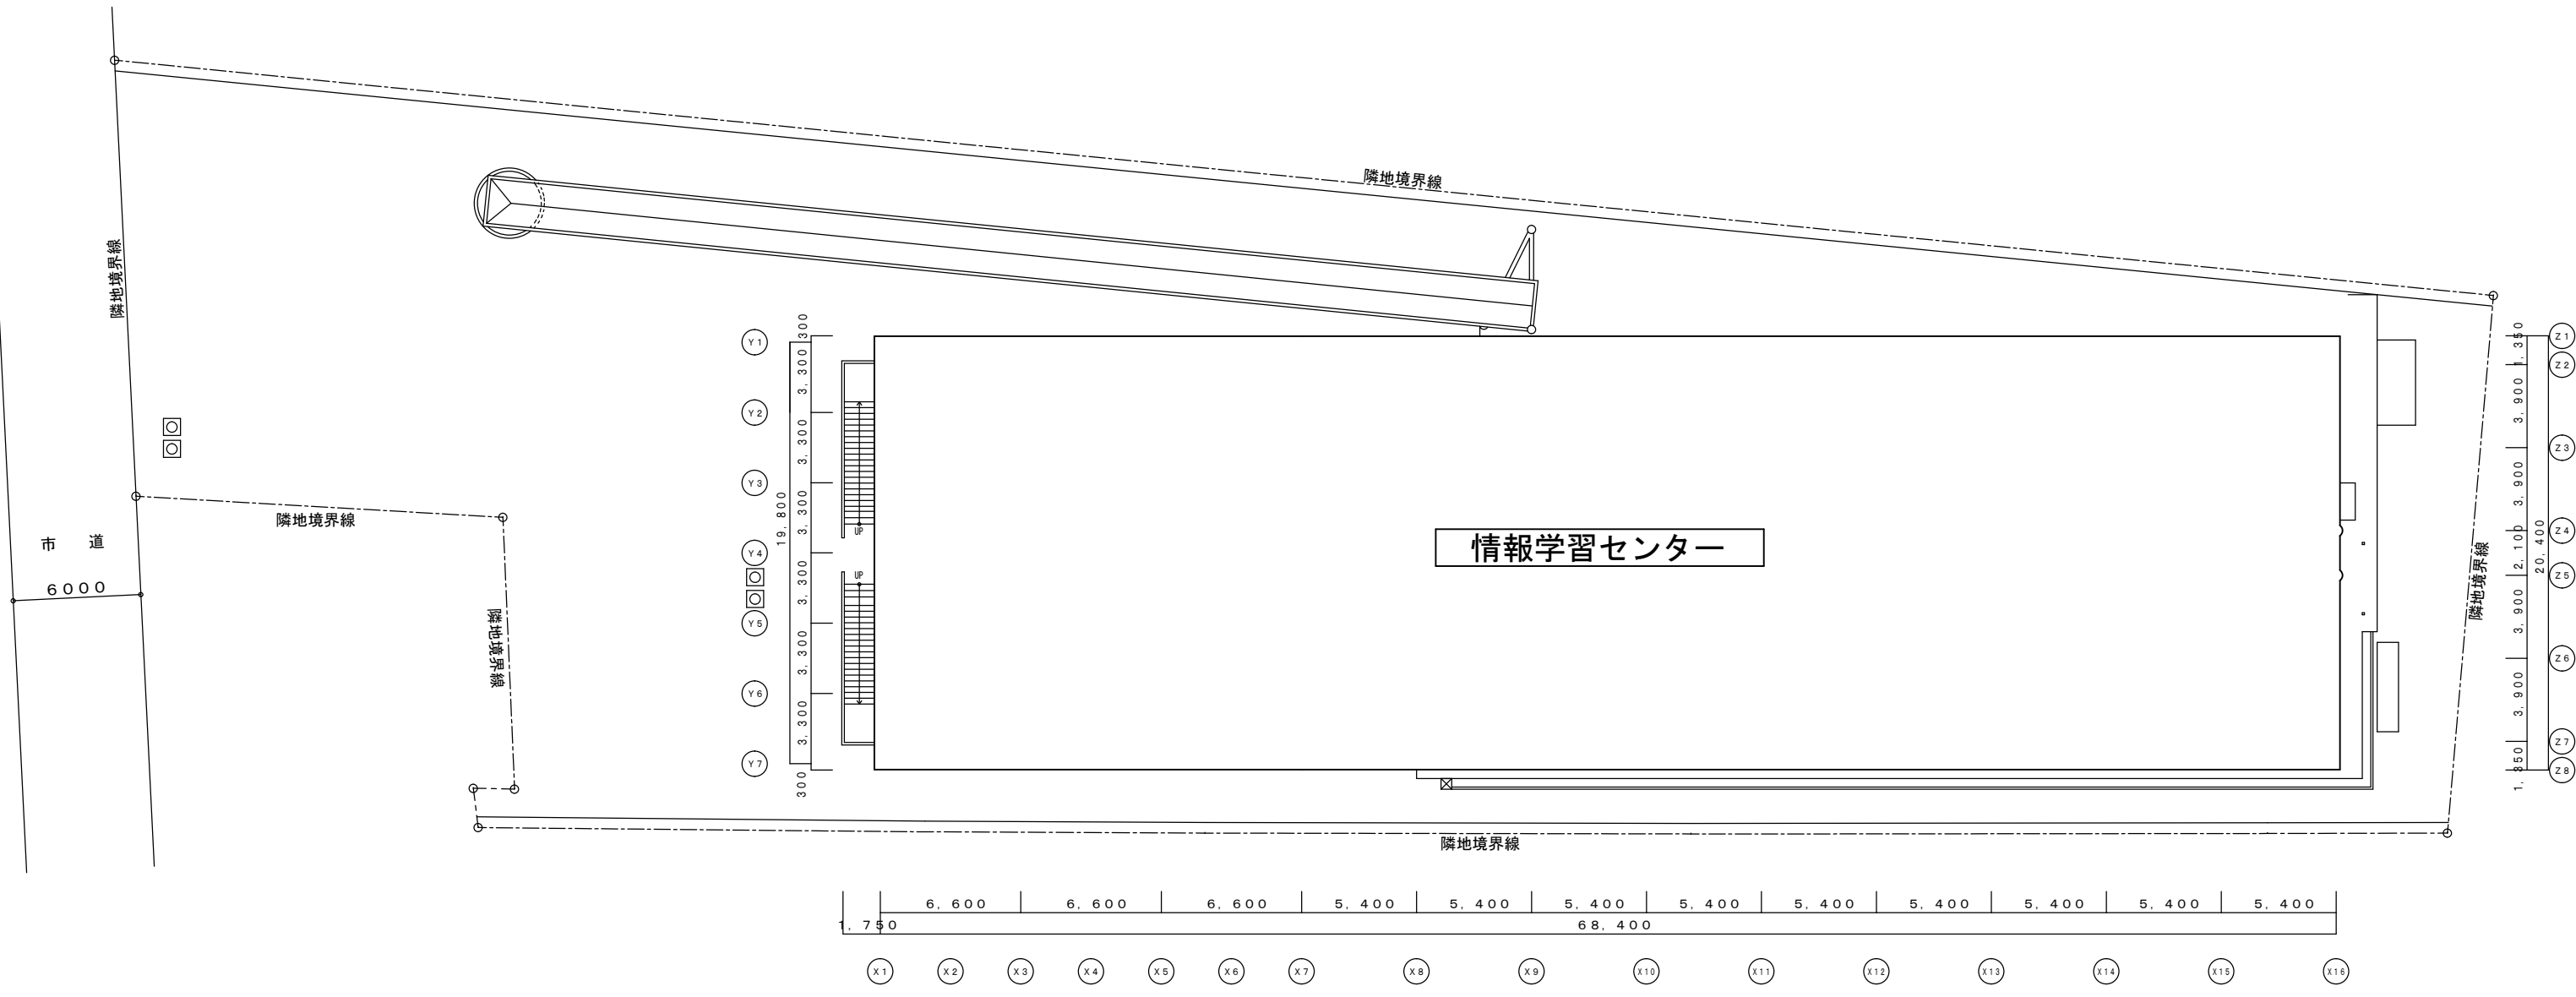 隣地境界線
隣地境界線
隣地境界線
隣地境界線
隣地境界線
隣地境界線
市 道
6000
情報学習センター
UP
UP
Y1
Y2
Y3
Y4
Y5
Y6
Y7
300
3,300
3,300
3,300
3,300
3,300
3,300
300
19,800
Z1
Z2
Z3
Z4
Z5
Z6
Z7
Z8
1,350
3,900
3,900
2,100
3,900
3,900
1,850
20,400
6,600 6,600 6,600 5,400 5,400 5,400 5,400 5,400 5,400 5,400 5,400 5,400
1,750 68,400
X1 X2 X3 X4 X5 X6 X7 X8 X9 X10 X11 X12 X13 X14 X15 X16